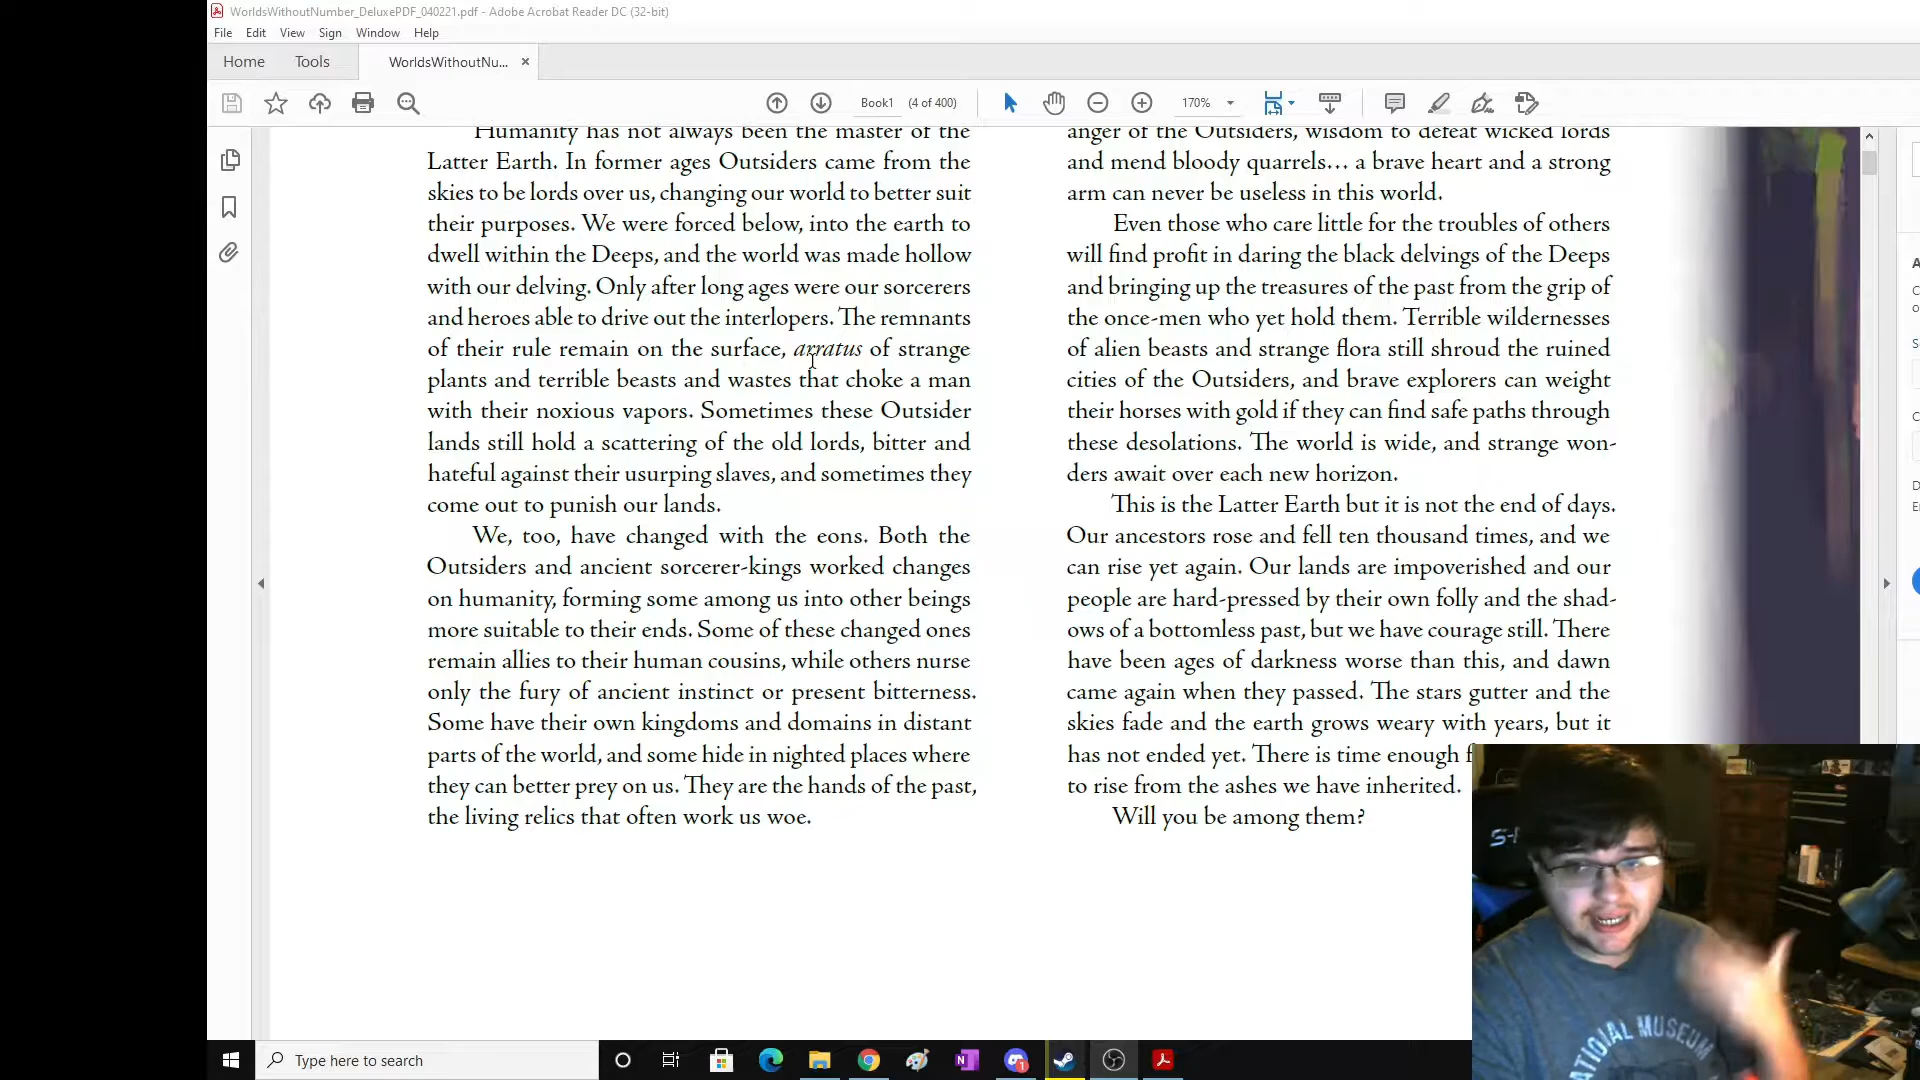 WorldsWithoutNumber_DeluxePDF_040221.pdf - Adobe Acrobat Reader DC (32-bit)
File Edit View Sign Window Help
Home Tools WorldsWithoutNu... ×
Book1 (4 of 400) 170%
Humanity has not always been the master of the
Latter Earth. In former ages Outsiders came from the
skies to be lords over us, changing our world to better suit
their purposes. We were forced below, into the earth to
dwell within the Deeps, and the world was made hollow
with our delving. Only after long ages were our sorcerers
and heroes able to drive out the interlopers. The remnants
of their rule remain on the surface, arratus of strange
plants and terrible beasts and wastes that choke a man
with their noxious vapors. Sometimes these Outsider
lands still hold a scattering of the old lords, bitter and
hateful against their usurping slaves, and sometimes they
come out to punish our lands.
We, too, have changed with the eons. Both the
Outsiders and ancient sorcerer-kings worked changes
on humanity, forming some among us into other beings
more suitable to their ends. Some of these changed ones
remain allies to their human cousins, while others nurse
only the fury of ancient instinct or present bitterness.
Some have their own kingdoms and domains in distant
parts of the world, and some hide in nighted places where
they can better prey on us. They are the hands of the past,
the living relics that often work us woe.
anger of the Outsiders, wisdom to defeat wicked lords
and mend bloody quarrels... a brave heart and a strong
arm can never be useless in this world.
Even those who care little for the troubles of others
will find profit in daring the black delvings of the Deeps
and bringing up the treasures of the past from the grip of
the once-men who yet hold them. Terrible wildernesses
of alien beasts and strange flora still shroud the ruined
cities of the Outsiders, and brave explorers can weight
their horses with gold if they can find safe paths through
these desolations. The world is wide, and strange won-
ders await over each new horizon.
This is the Latter Earth but it is not the end of days.
Our ancestors rose and fell ten thousand times, and we
can rise yet again. Our lands are impoverished and our
people are hard-pressed by their own folly and the shad-
ows of a bottomless past, but we have courage still. There
have been ages of darkness worse than this, and dawn
came again when they passed. The stars gutter and the
skies fade and the earth grows weary with years, but it
has not ended yet. There is time enough
to rise from the ashes we have inherited.
Will you be among them?
MUSEUM
Type here to search